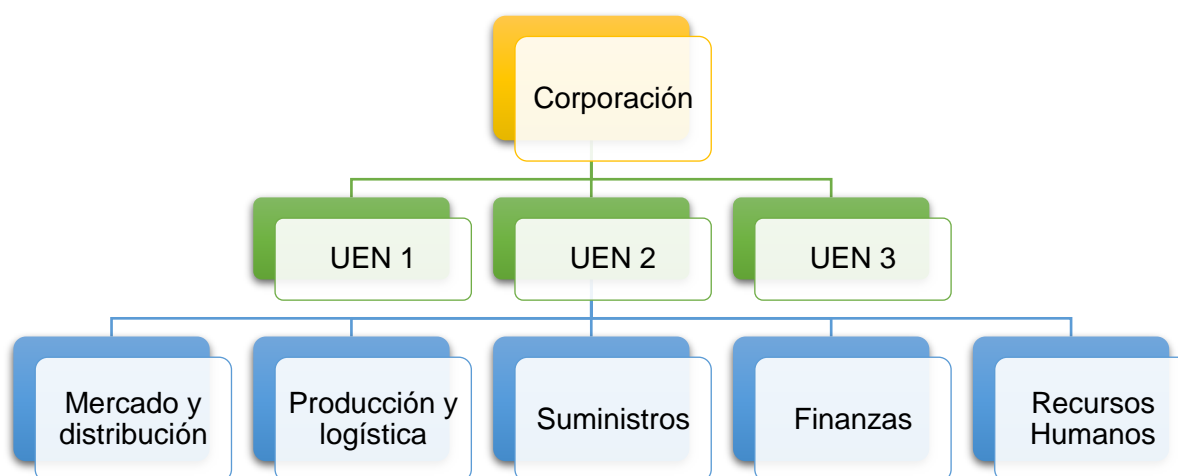 Corporación
UEN 1
UEN 2
UEN 3
Mercado y
distribución
Producción y
logística
Suministros
Finanzas
Recursos
Humanos